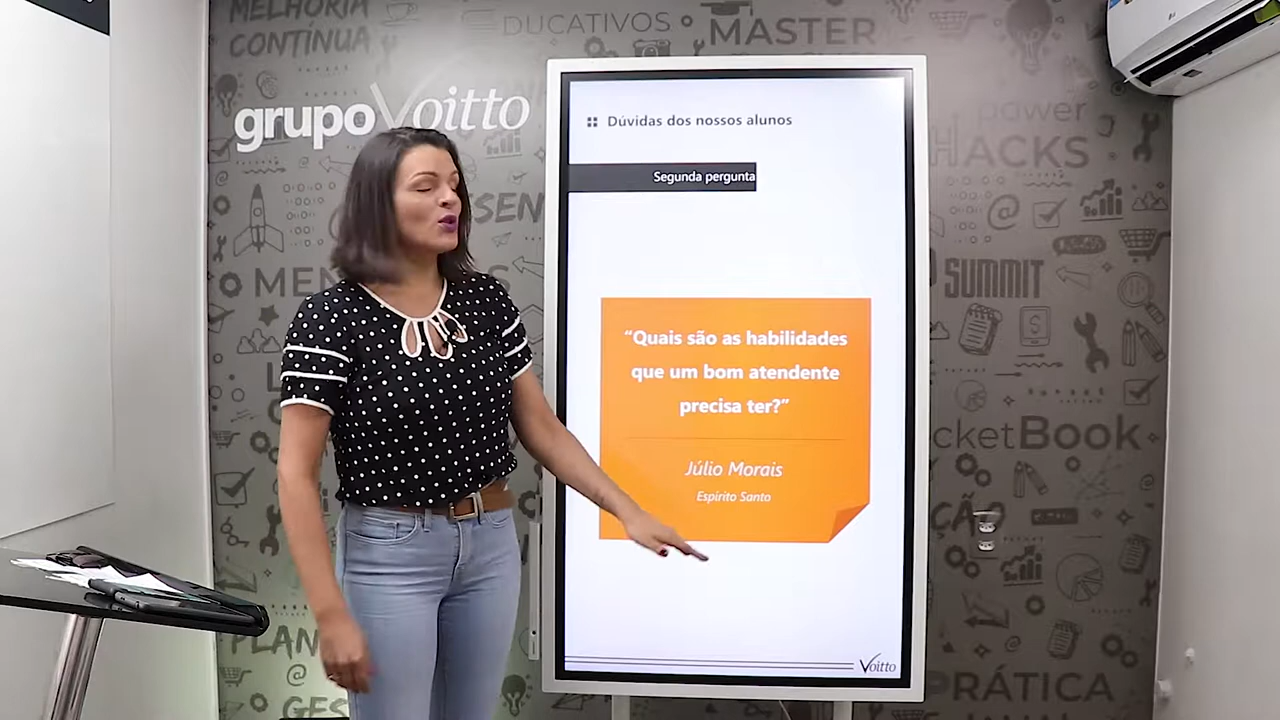 MELHORIA
CONTÍNUA
DUCATIVOS
MASTER
grupoVoitto
power
HACKS
SUMMIT
cketBook
PRÁTICA
Dúvidas dos nossos alunos
Segunda pergunta
“Quais são as habilidades
que um bom atendente
precisa ter?”
Júlio Morais
Espírito Santo
Voitto